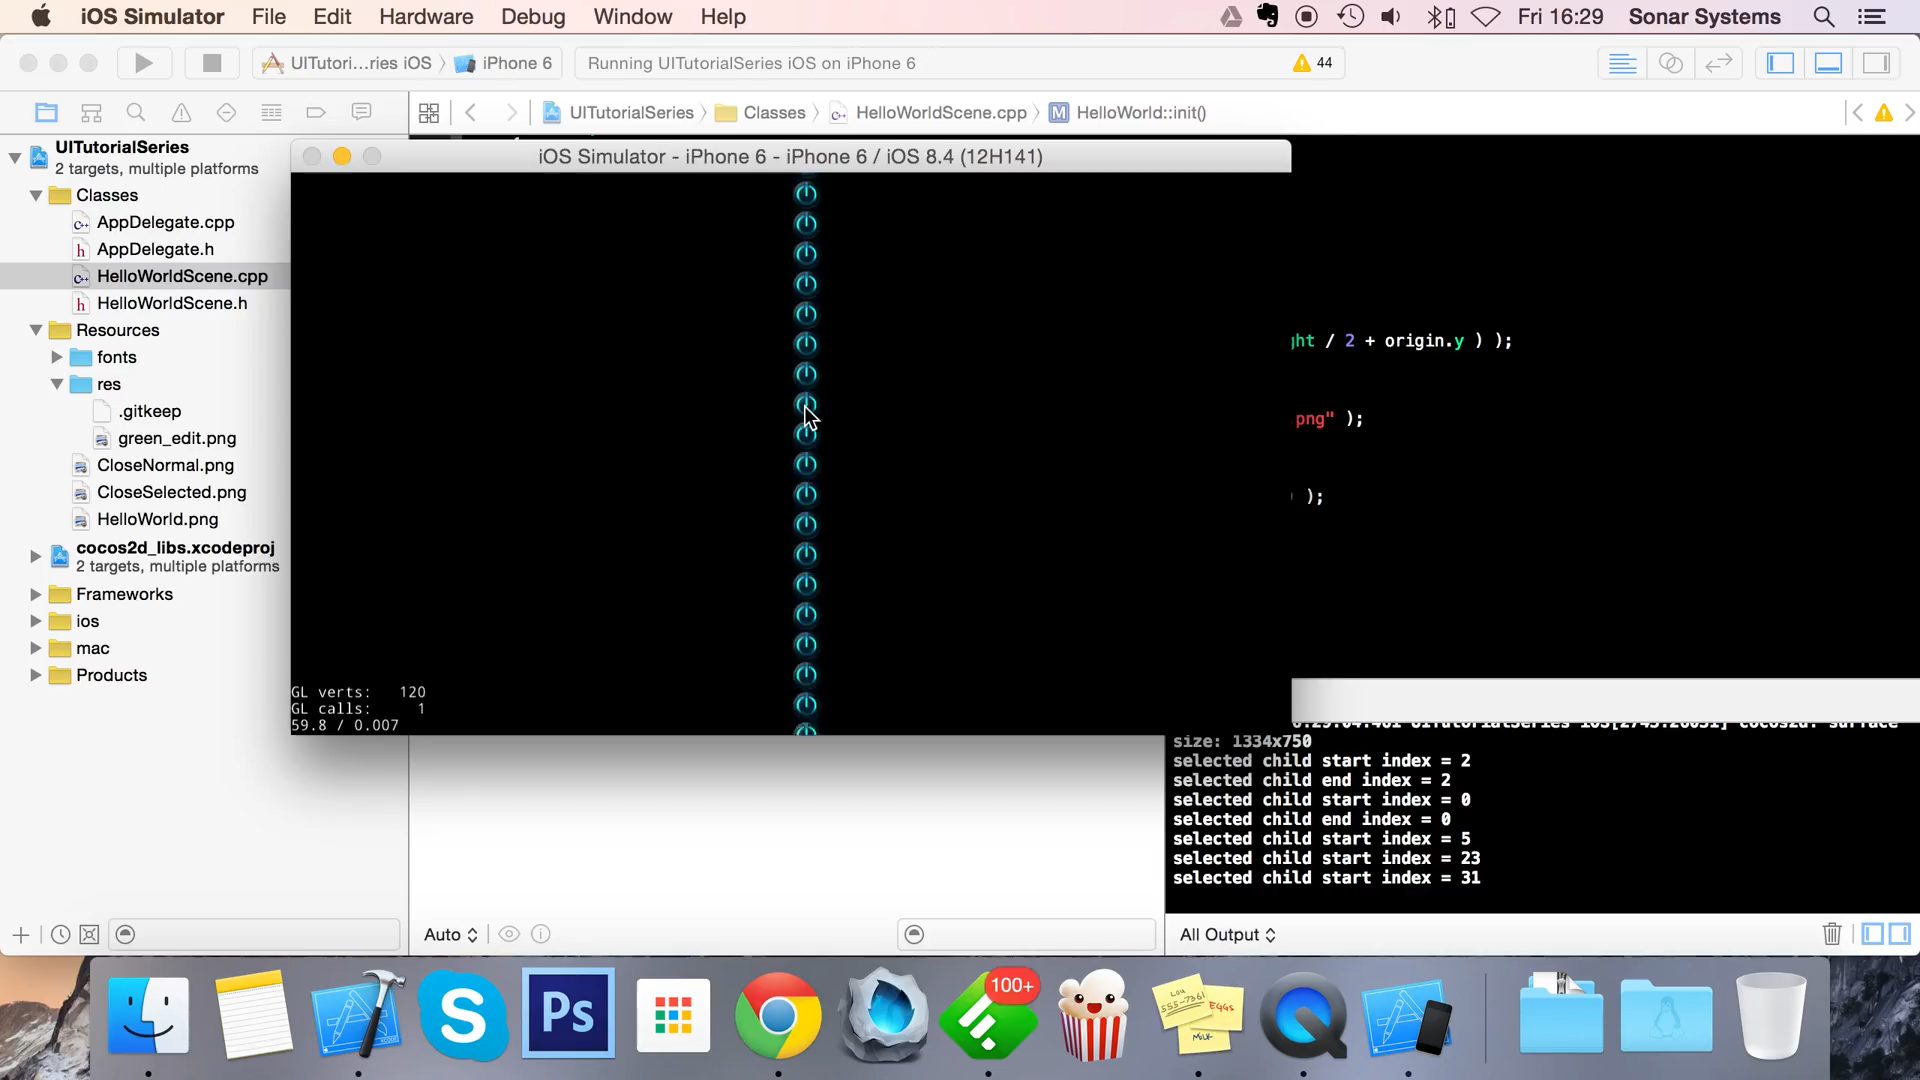 iOS Simulator File Edit Hardware Debug Window Help Fri 16:29 Sonar Systems
UITutori...ries iOS iPhone 6 Running UITutorialSeries iOS on iPhone 6 44
UITutorialSeries Classes HelloWorldScene.cpp M HelloWorld::init()
UITutorialSeries
2 targets, multiple platforms
Classes
AppDelegate.cpp
AppDelegate.h
HelloWorldScene.cpp
HelloWorldScene.h
Resources
fonts
res
.gitkeep
green_edit.png
CloseNormal.png
CloseSelected.png
HelloWorld.png
cocos2d_libs.xcodeproj
2 targets, multiple platforms
Frameworks
ios
mac
Products
iOS Simulator - iPhone 6 - iPhone 6 / iOS 8.4 (12H141)
GL verts: 120
GL calls: 1
59.8 / 0.007
ght / 2 + origin.y ) );
png" );
);
size: 1334x750
selected child start index = 2
selected child end index = 2
selected child start index = 0
selected child end index = 0
selected child start index = 5
selected child start index = 23
selected child start index = 31
Auto
All Output
Ps
100+
EGGS
MILK